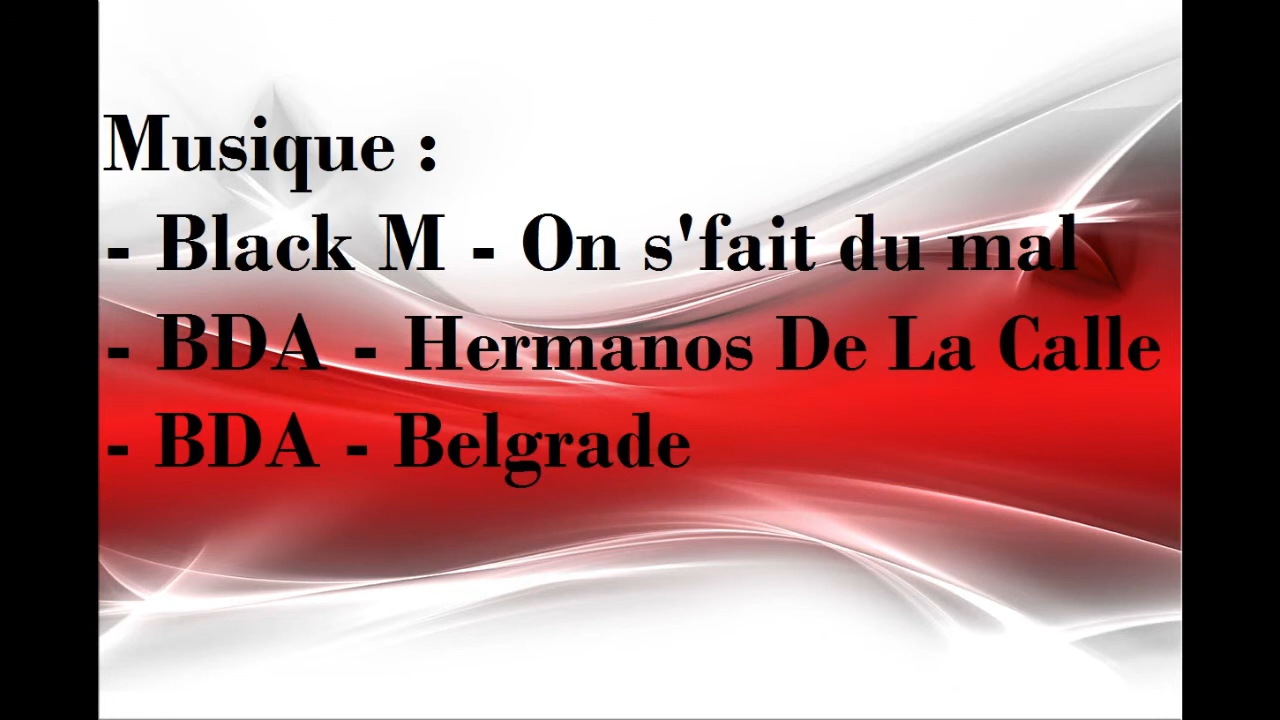 Musique :
- Black M - On s'fait du mal
- BDA - Hermanos De La Calle
- BDA - Belgrade